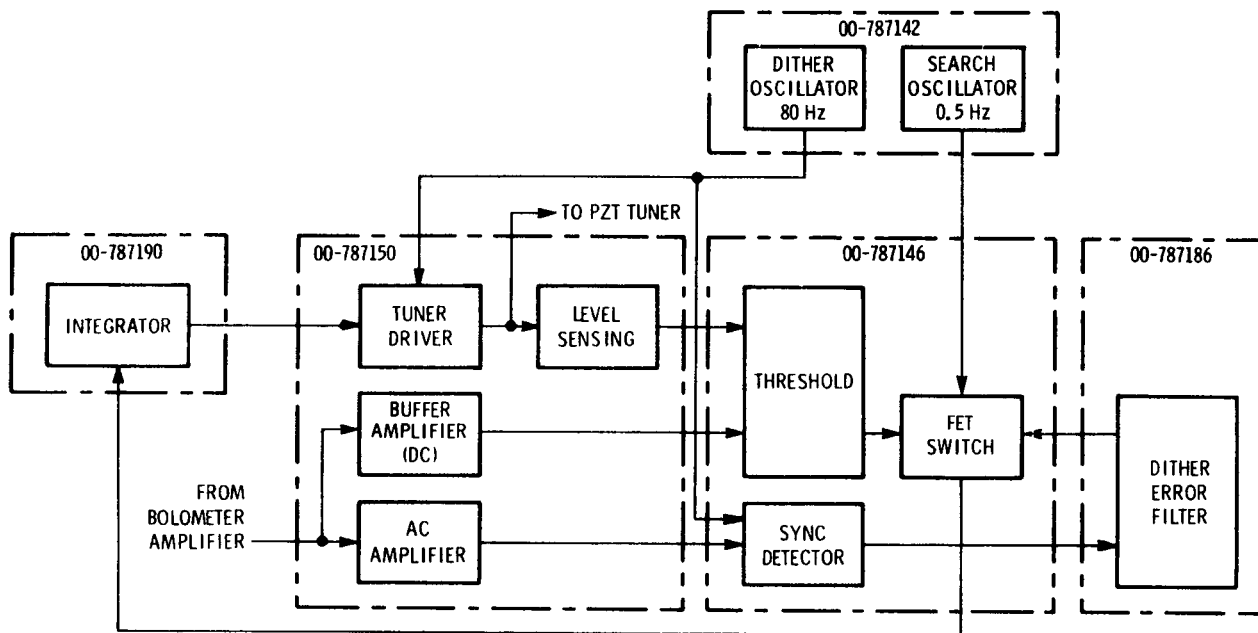 00-787142
DITHER
OSCILLATOR
80 Hz
SEARCH
OSCILLATOR
0.5 Hz
TO PZT TUNER
00-787190
INTEGRATOR
00-787150
TUNER
DRIVER
LEVEL
SENSING
BUFFER
AMPLIFIER
(DC)
AC
AMPLIFIER
FROM
BOLOMETER
AMPLIFIER
00-787146
THRESHOLD
FET
SWITCH
SYNC
DETECTOR
00-787186
DITHER
ERROR
FILTER